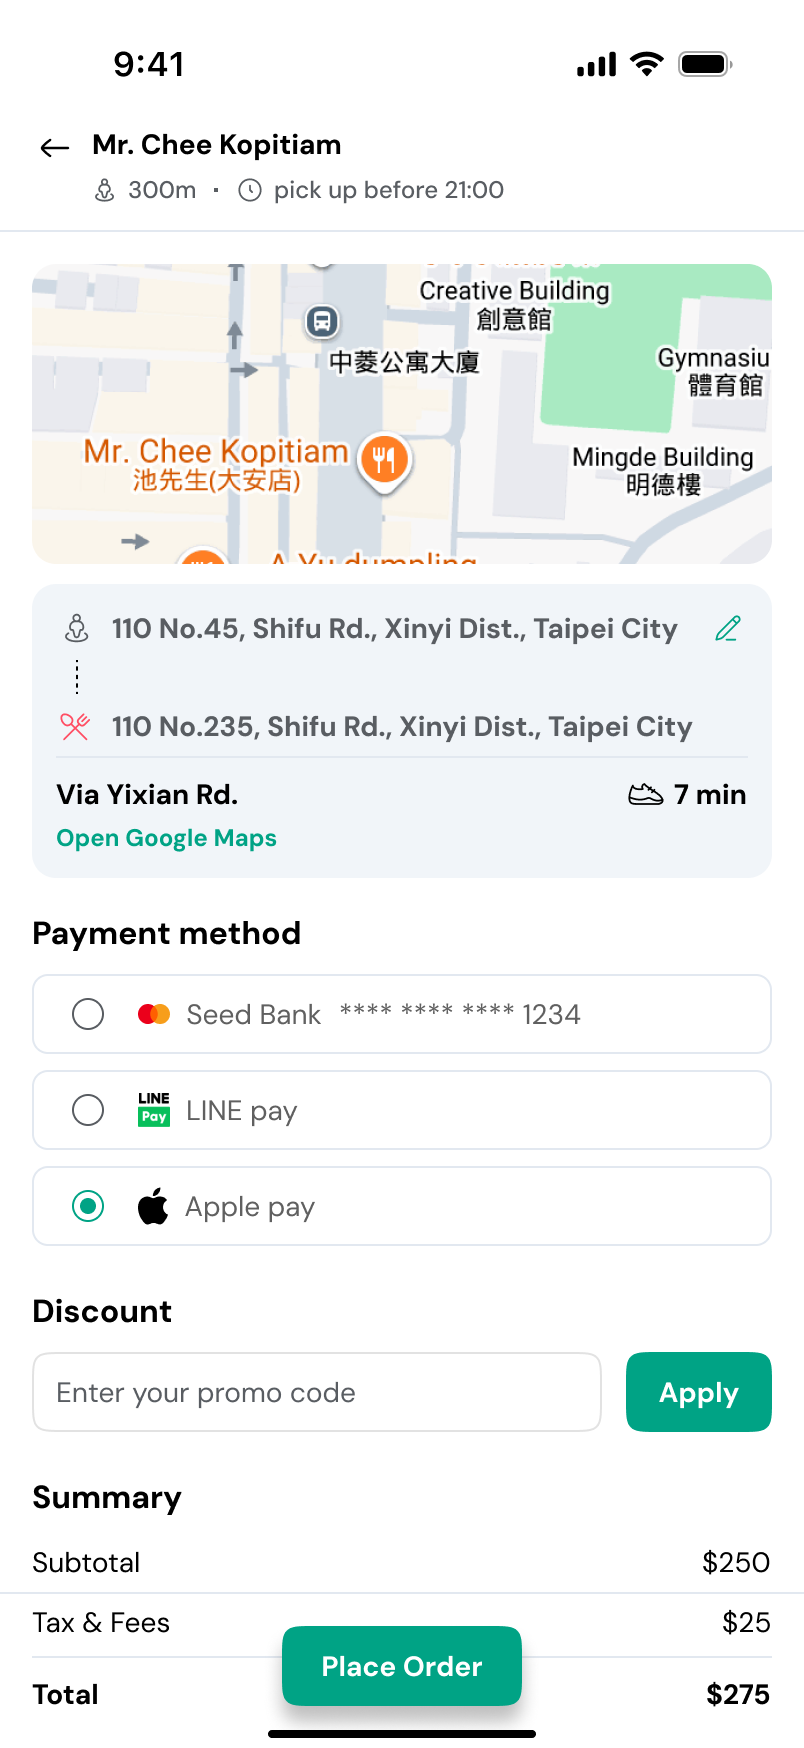 9:41
Mr. Chee Kopitiam
300m · pick up before 21:00
Creative Building
創意館
中菱公寓大廈
Gymnasiu
體育館
Mr. Chee Kopitiam
池先生(大安店)
Mingde Building
明德樓
A Yu dumpling
110 No.45, Shifu Rd., Xinyi Dist., Taipei City
110 No.235, Shifu Rd., Xinyi Dist., Taipei City
Via Yixian Rd.
7 min
Open Google Maps
Payment method
Seed Bank **** **** **** 1234
LINE Pay LINE pay
Apple pay
Discount
Enter your promo code
Apply
Summary
Subtotal $250
Tax & Fees $25
Place Order
Total $275